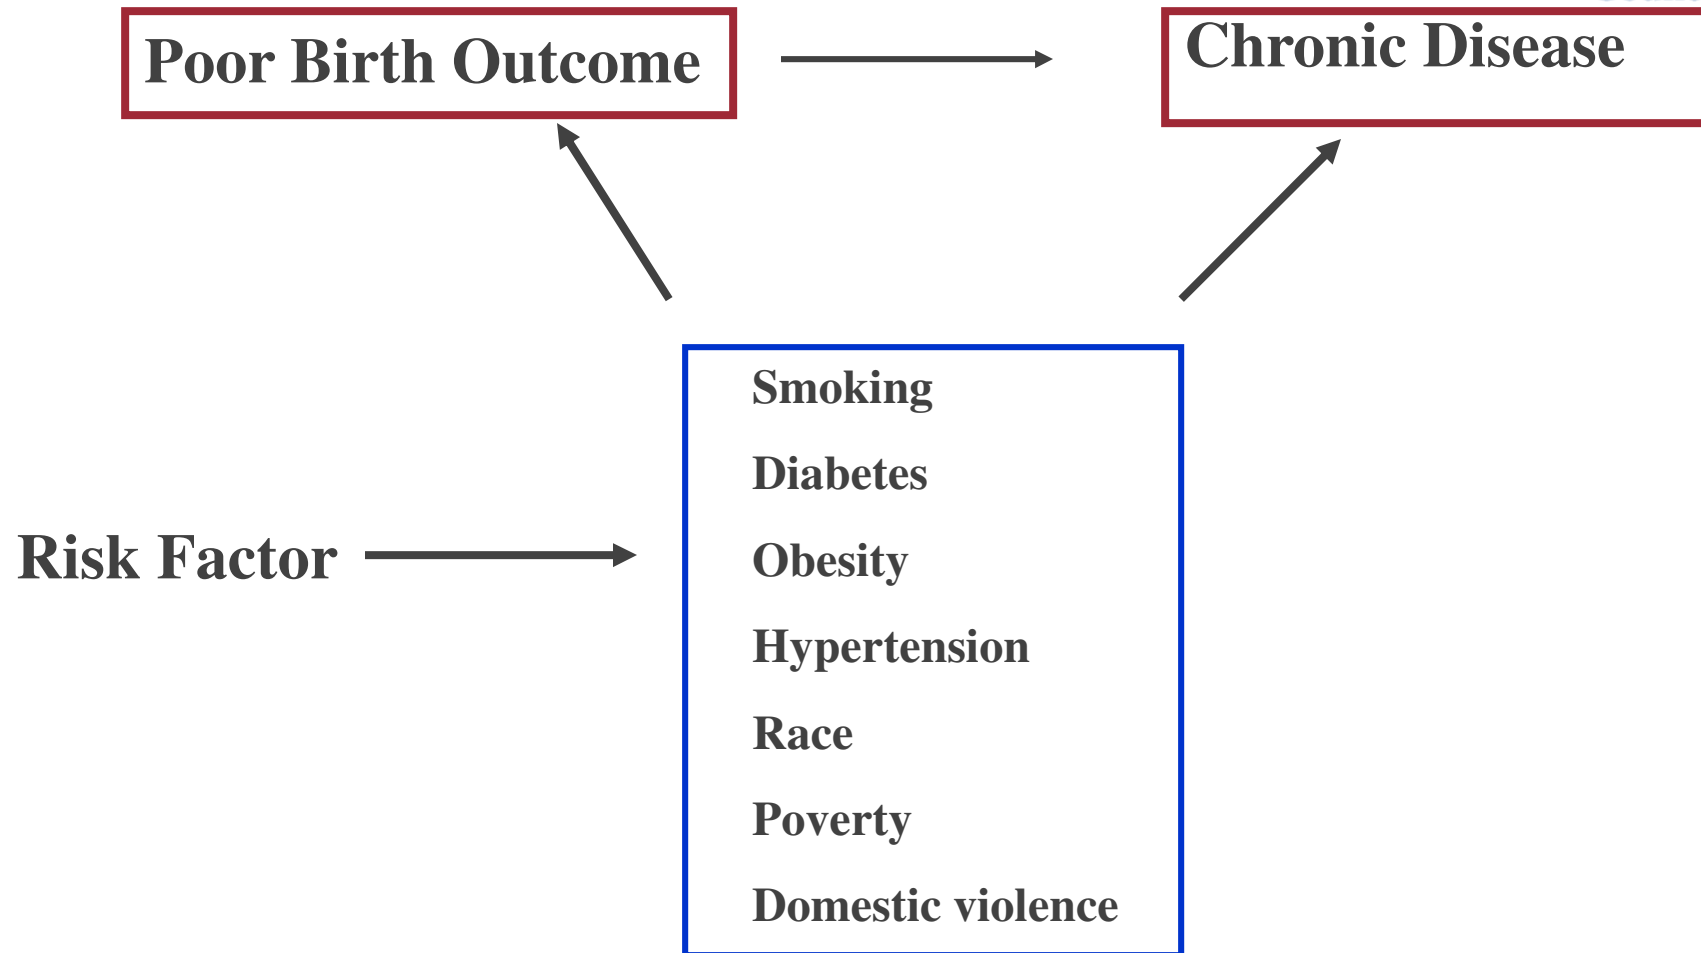 Poor Birth Outcome
Chronic Disease
Smoking
Diabetes
Risk Factor
Obesity
Hypertension
Race
Poverty
Domestic violence